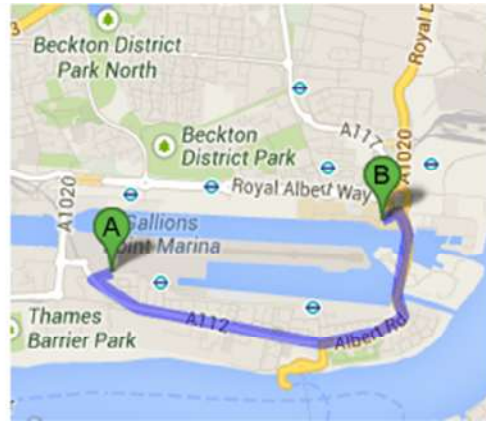 3
Beckton District
Park North
Royal D
A117
Beckton
District Park
A1020
A1020
Royal Albert Way
B
A
Gallions
Point Marina
A112
Albert Rd
Thames
Barrier Park